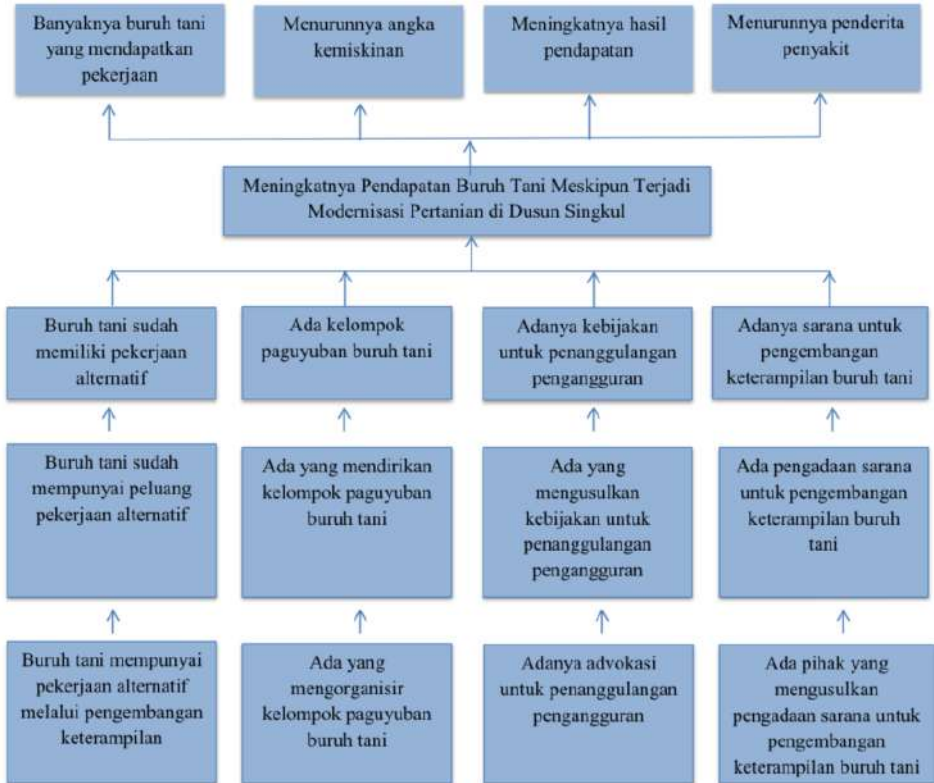 Banyaknya buruh tani
yang mendapatkan
pekerjaan
Menurunnya angka
kemiskinan
Meningkatnya hasil
pendapatan
Menurunnya penderita
penyakit
Meningkatnya Pendapatan Buruh Tani Meskipun Terjadi
Modernisasi Pertanian di Dusun Singkul
Buruh tani sudah
memiliki pekerjaan
alternatif
Ada kelompok
paguyuban buruh tani
Adanya kebijakan
untuk penanggulangan
pengangguran
Adanya sarana untuk
pengembangan
keterampilan buruh tani
Buruh tani sudah
mempunyai peluang
pekerjaan alternatif
Ada yang mendirikan
kelompok paguyuban
buruh tani
Ada yang
mengusulkan
kebijakan untuk
penanggulangan
pengangguran
Ada pengadaan sarana
untuk pengembangan
keterampilan buruh
tani
Buruh tani mempunyai
pekerjaan alternatif
melalui pengembangan
keterampilan
Ada yang
mengorganisir
kelompok paguyuban
buruh tani
Adanya advokasi
untuk penanggulangan
pengangguran
Ada pihak yang
mengusulkan
pengadaan sarana untuk
pengembangan
keterampilan buruh tani